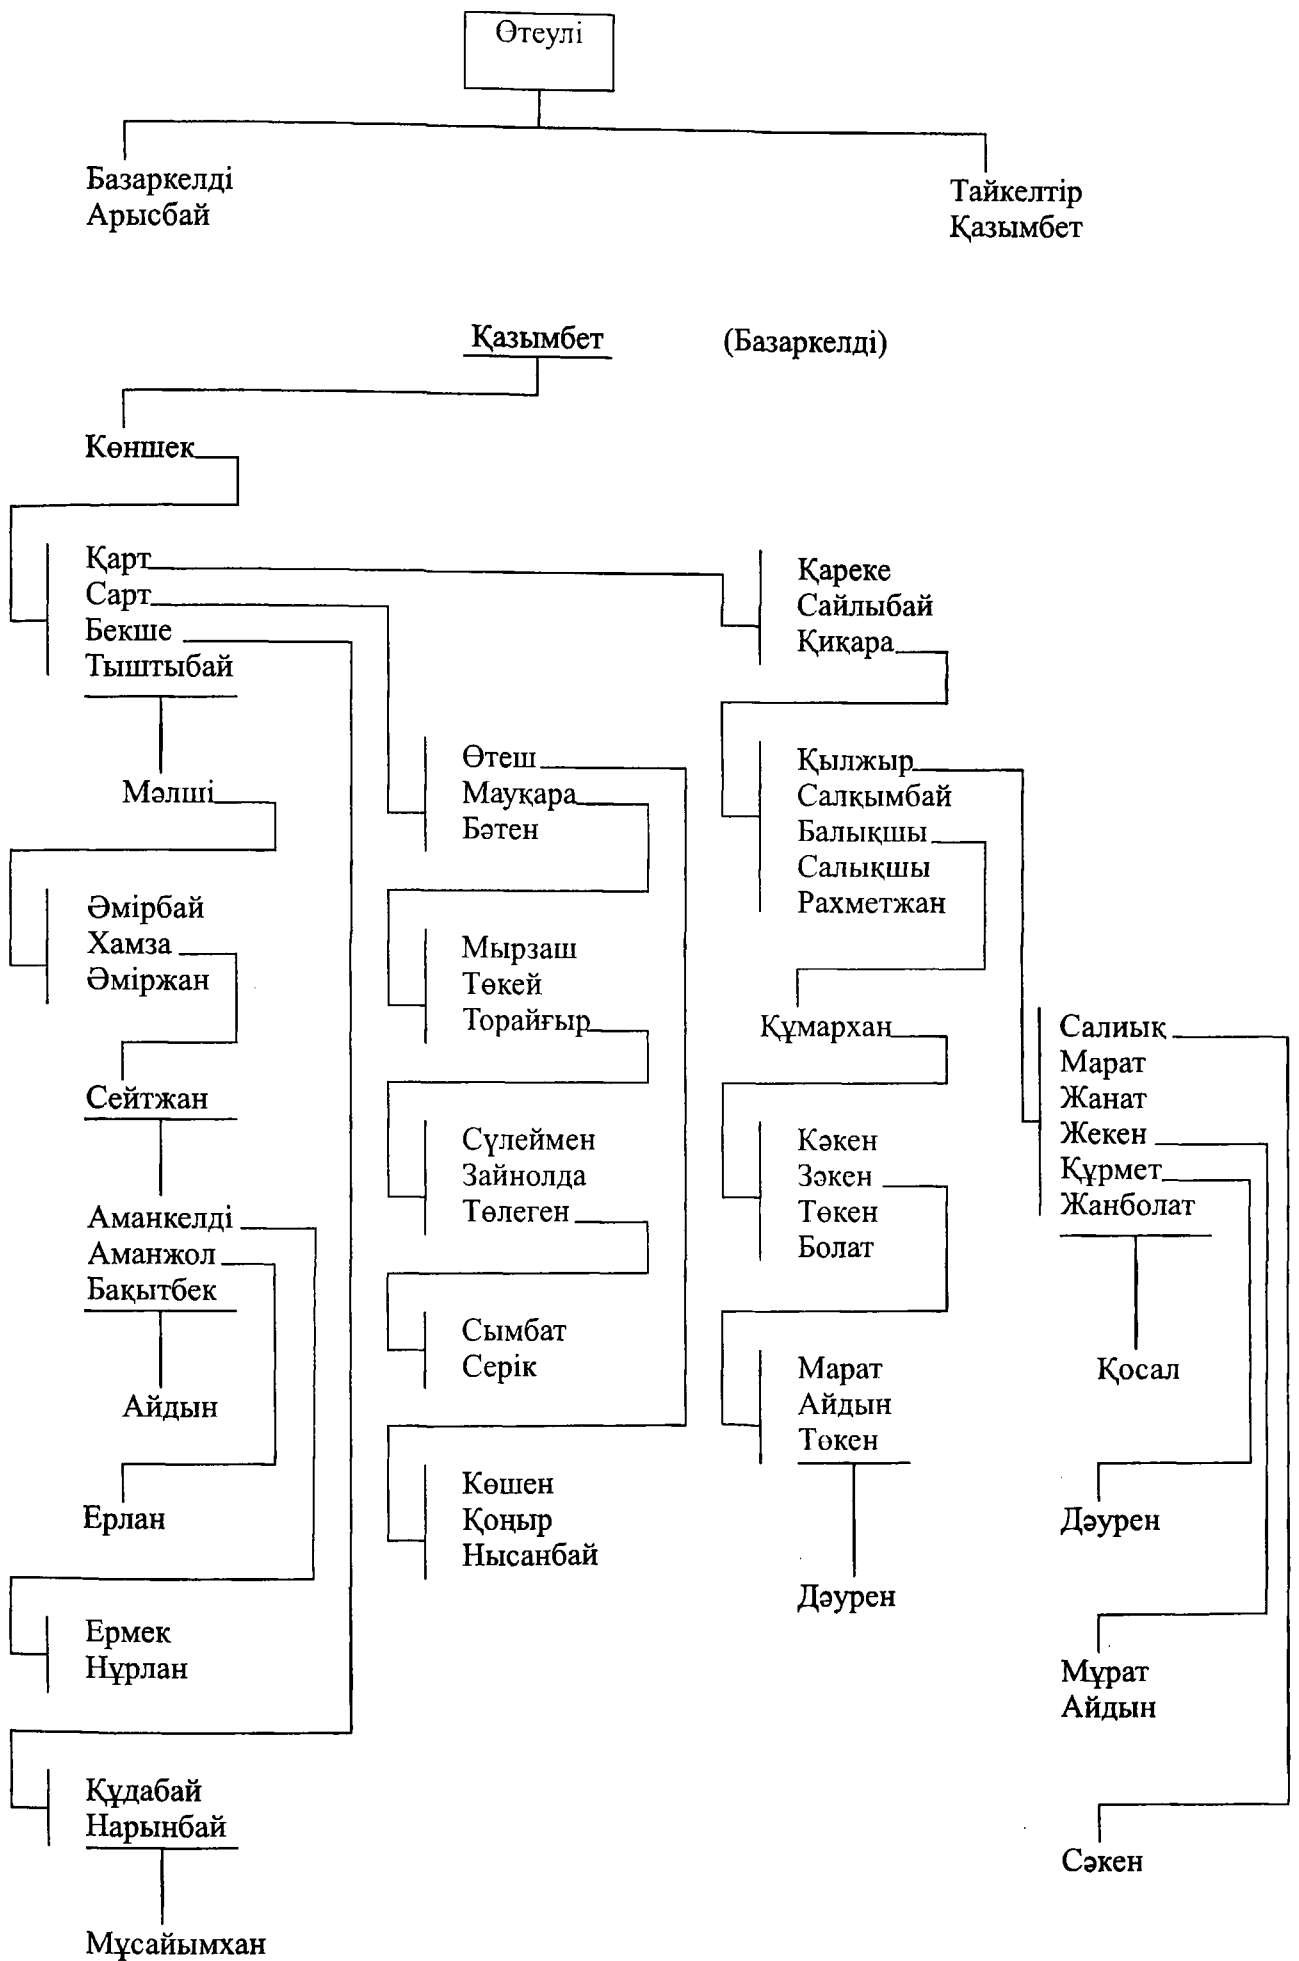 Өтеулі
Базаркелді
Арысбай
Тайкелтір
Қазымбет
Қазымбет (Базаркелді)
Көншек
Қарт
Сарт
Бекше
Тыштыбай
Мәлші
Әмірбай
Хамза
Әміржан
Сейтжан
Аманкелді
Аманжол
Бақытбек
Айдын
Ерлан
Ермек
Нұрлан
Құдабай
Нарынбай
Мұсайымхан
Өтеш
Мауқара
Бәтен
Мырзаш
Төкей
Торайғыр
Сүлеймен
Зайнолда
Төлеген
Сымбат
Серік
Көшен
Қоңыр
Нысанбай
Қареке
Сайлыбай
Қиқара
Қылжыр
Салқымбай
Балықшы
Салықшы
Рахметжан
Құмархан
Кәкен
Зәкен
Төкен
Болат
Марат
Айдын
Төкен
Дәурен
Салиық
Марат
Жанат
Жекен
Құрмет
Жанболат
Қосал
Дәурен
Мұрат
Айдын
Сәкен